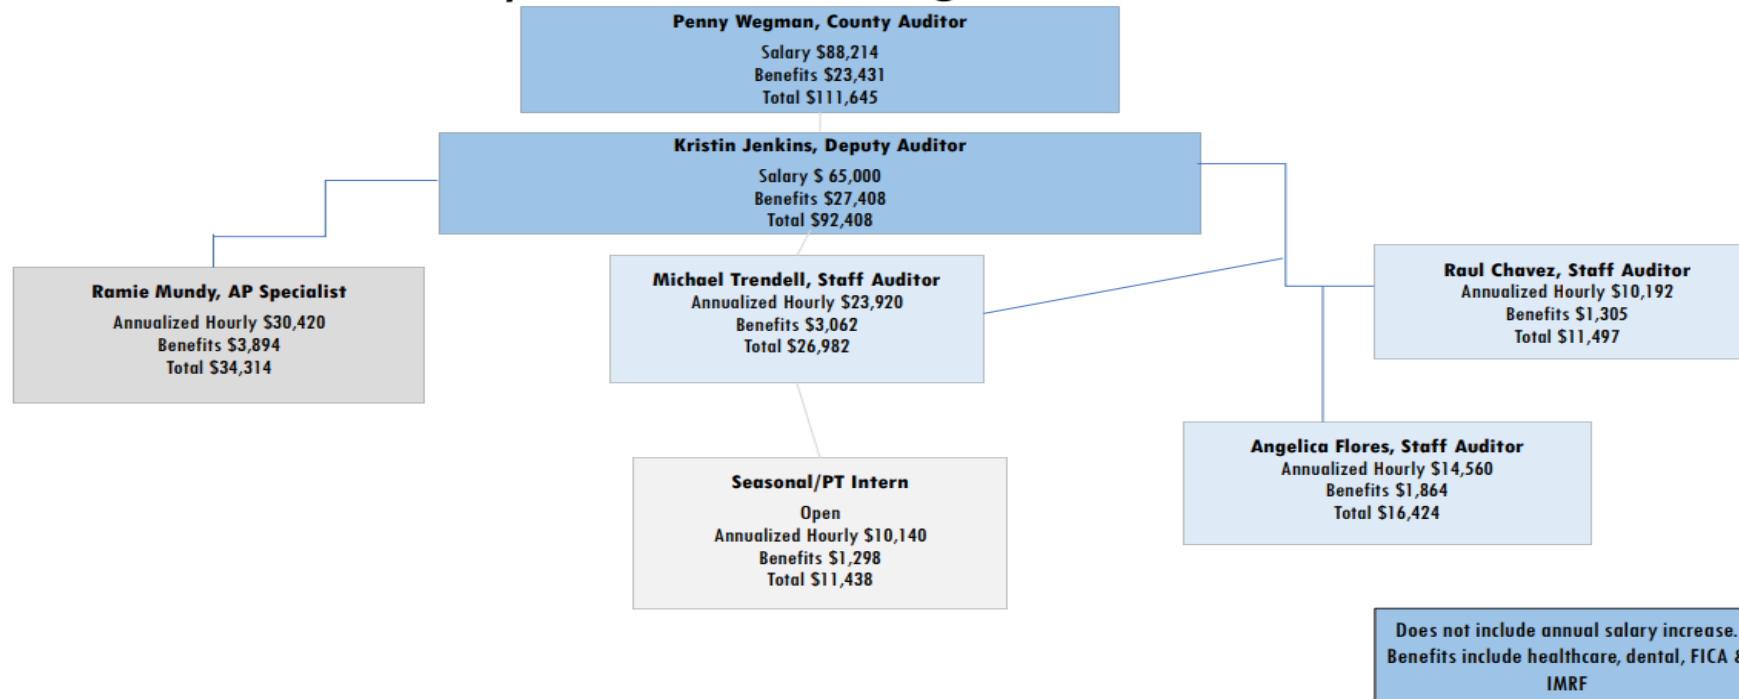 Penny Wegman, County Auditor
Salary $88,214
Benefits $23,431
Total $111,645
Kristin Jenkins, Deputy Auditor
Salary $ 65,000
Benefits $27,408
Total $92,408
Ramie Mundy, AP Specialist
Annualized Hourly $30,420
Benefits $3,894
Total $34,314
Michael Trendell, Staff Auditor
Annualized Hourly $23,920
Benefits $3,062
Total $26,982
Raul Chavez, Staff Auditor
Annualized Hourly $10,192
Benefits $1,305
Total $11,497
Angelica Flores, Staff Auditor
Annualized Hourly $14,560
Benefits $1,864
Total $16,424
Seasonal/PT Intern
Open
Annualized Hourly $10,140
Benefits $1,298
Total $11,438
Does not include annual salary increase.
Benefits include healthcare, dental, FICA &
IMRF